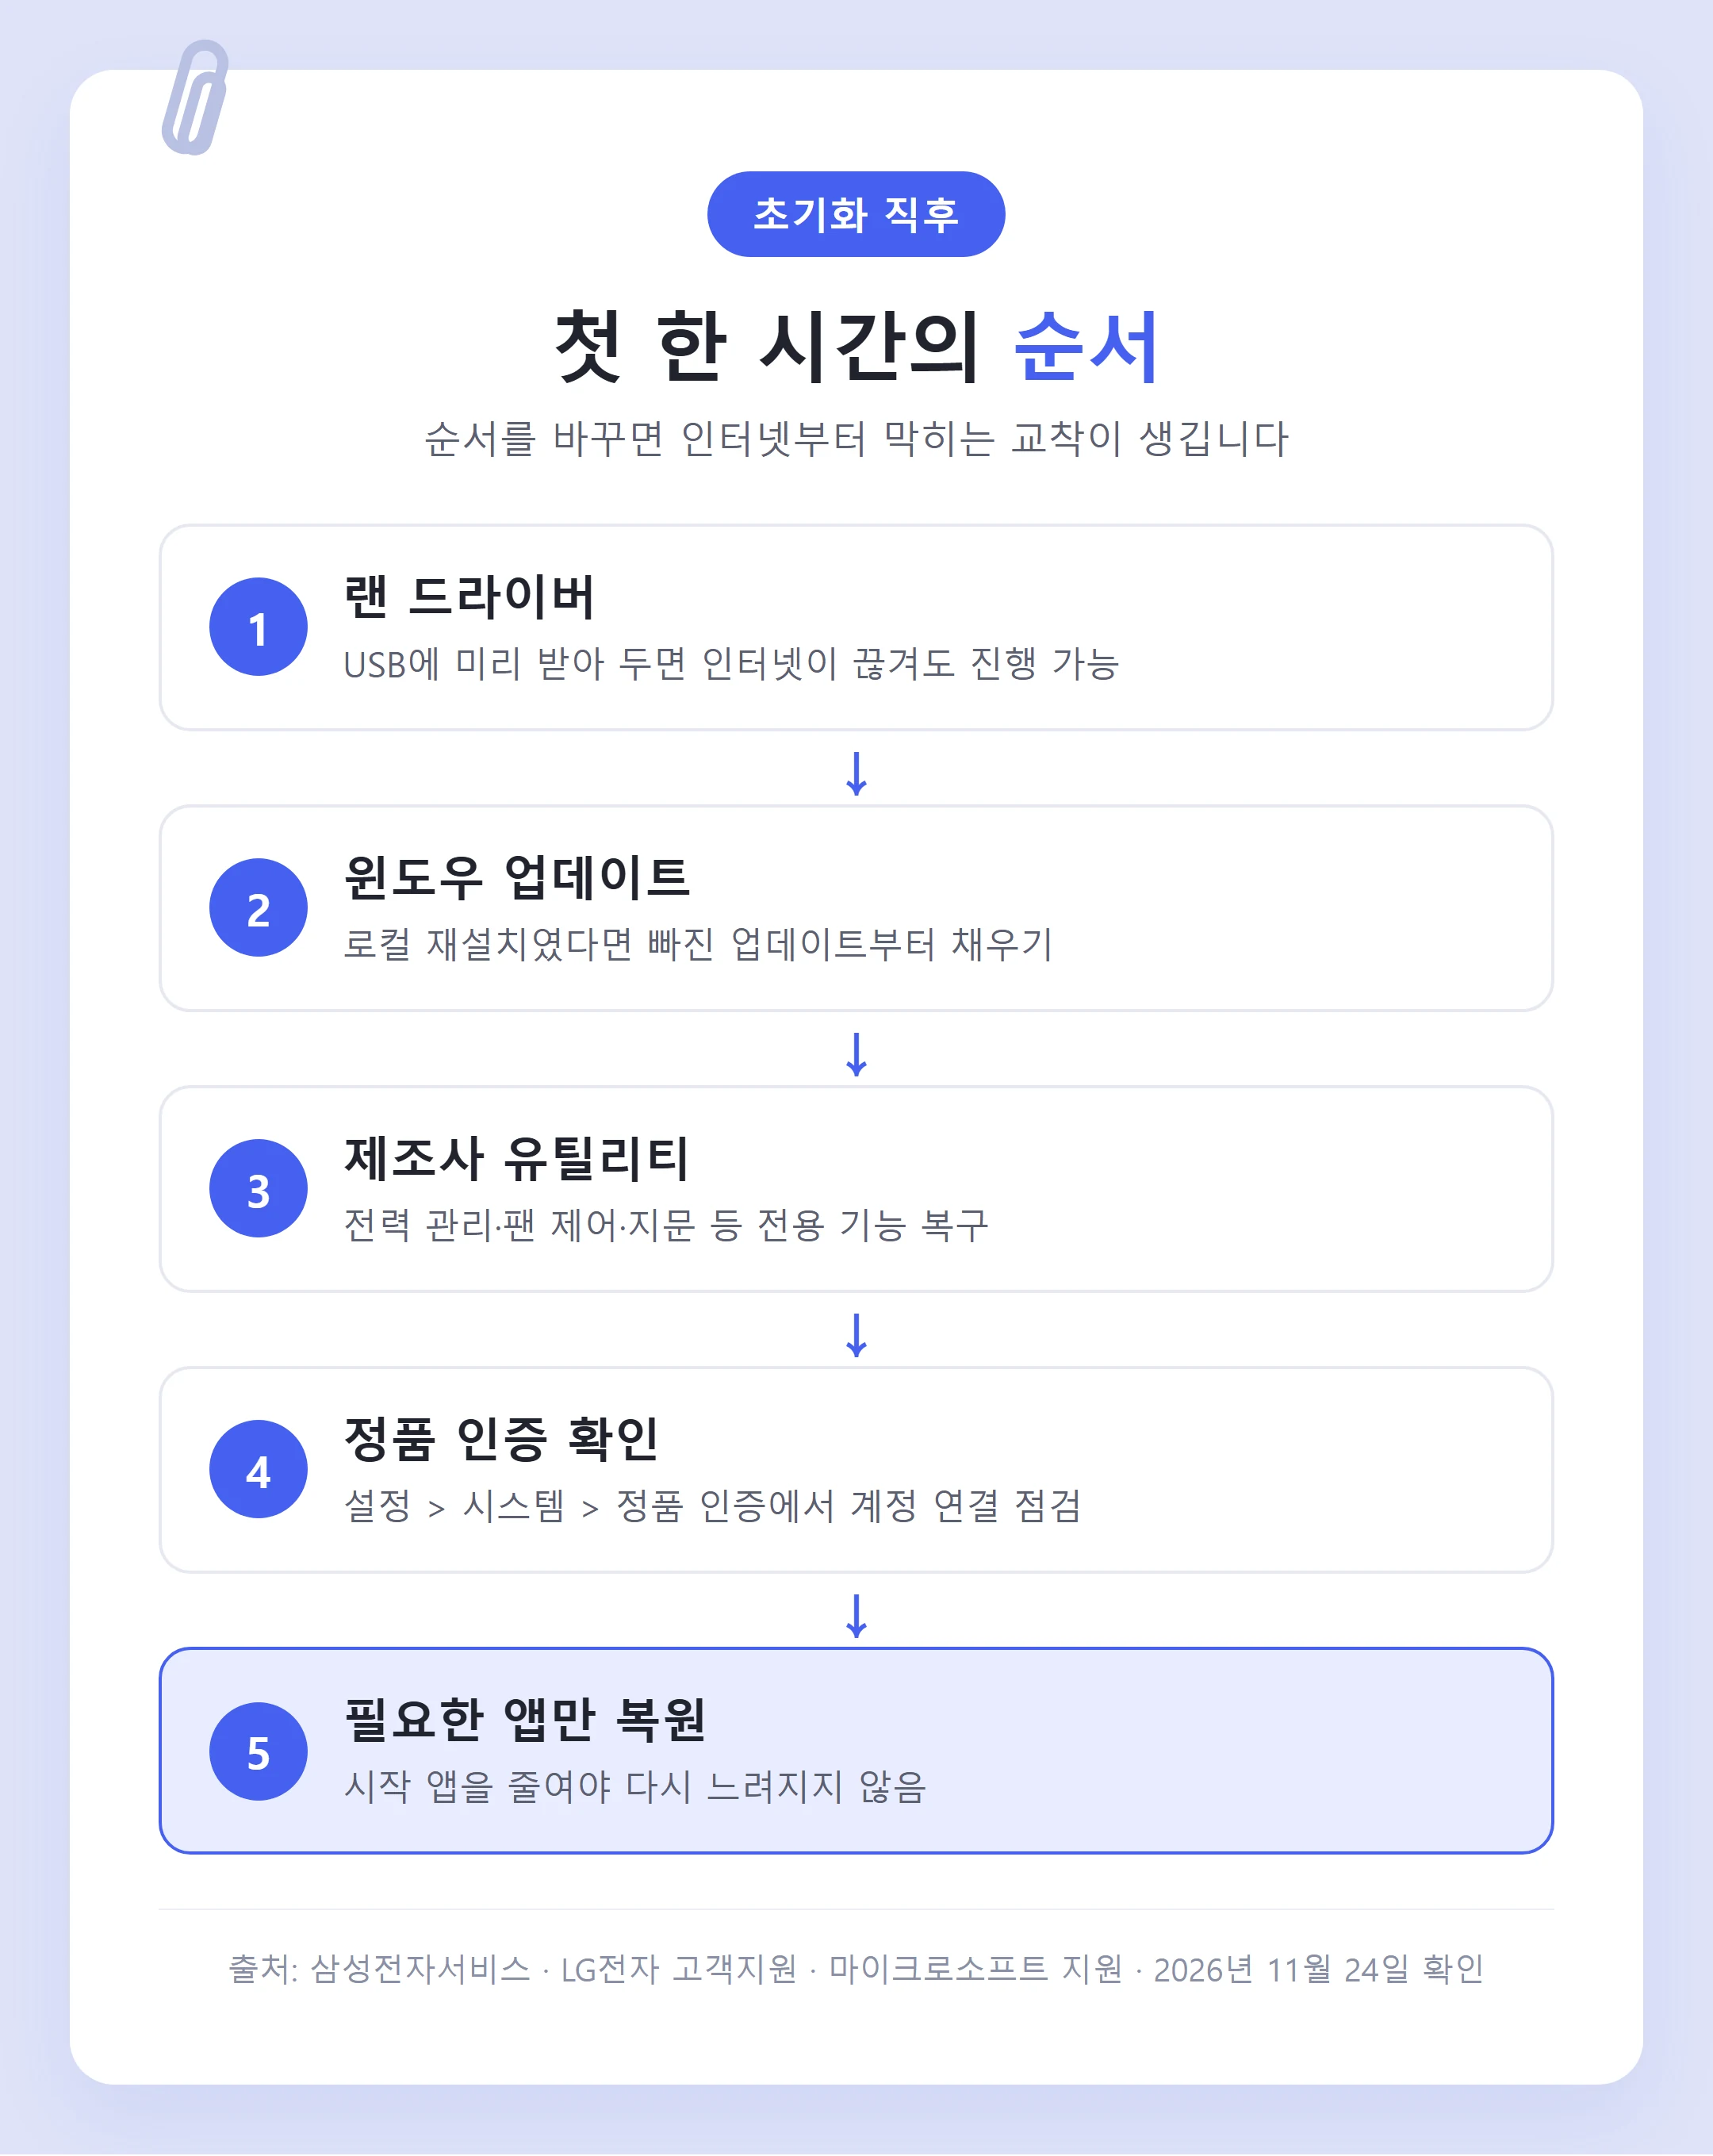 초기화 직후
첫 한 시간의 순서
순서를 바꾸면 인터넷부터 막히는 교착이 생깁니다
1
랜 드라이버
USB에 미리 받아 두면 인터넷이 끊겨도 진행 가능
↓
2
윈도우 업데이트
로컬 재설치였다면 빠진 업데이트부터 채우기
↓
3
제조사 유틸리티
전력 관리·팬 제어·지문 등 전용 기능 복구
↓
4
정품 인증 확인
설정 > 시스템 > 정품 인증에서 계정 연결 점검
↓
5
필요한 앱만 복원
시작 앱을 줄여야 다시 느려지지 않음
출처: 삼성전자서비스 · LG전자 고객지원 · 마이크로소프트 지원 · 2026년 11월 24일 확인